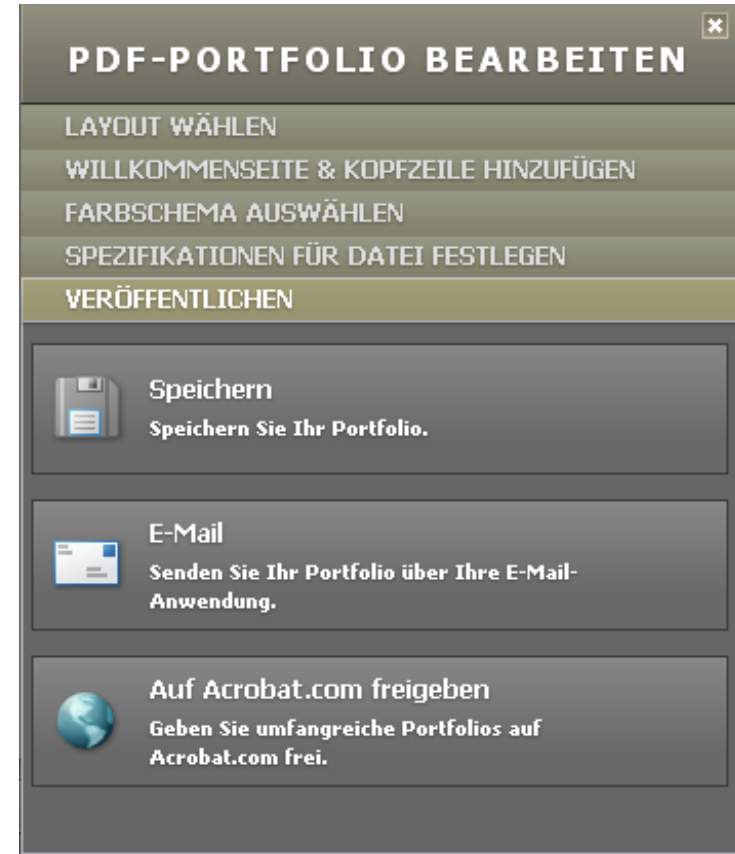 PDF-PORTFOLIO BEARBEITEN
LAYOUT WÄHLEN
WILLKOMMENSEITE & KOPFZEILE HINZUFÜGEN
FARBSCHEMA AUSWÄHLEN
SPEZIFIKATIONEN FÜR DATEI FESTLEGEN
VERÖFFENTLICHEN
Speichern
Speichern Sie Ihr Portfolio.
E-Mail
Senden Sie Ihr Portfolio über Ihre E-Mail-
Anwendung.
Auf Acrobat.com freigeben
Geben Sie umfangreiche Portfolios auf
Acrobat.com frei.